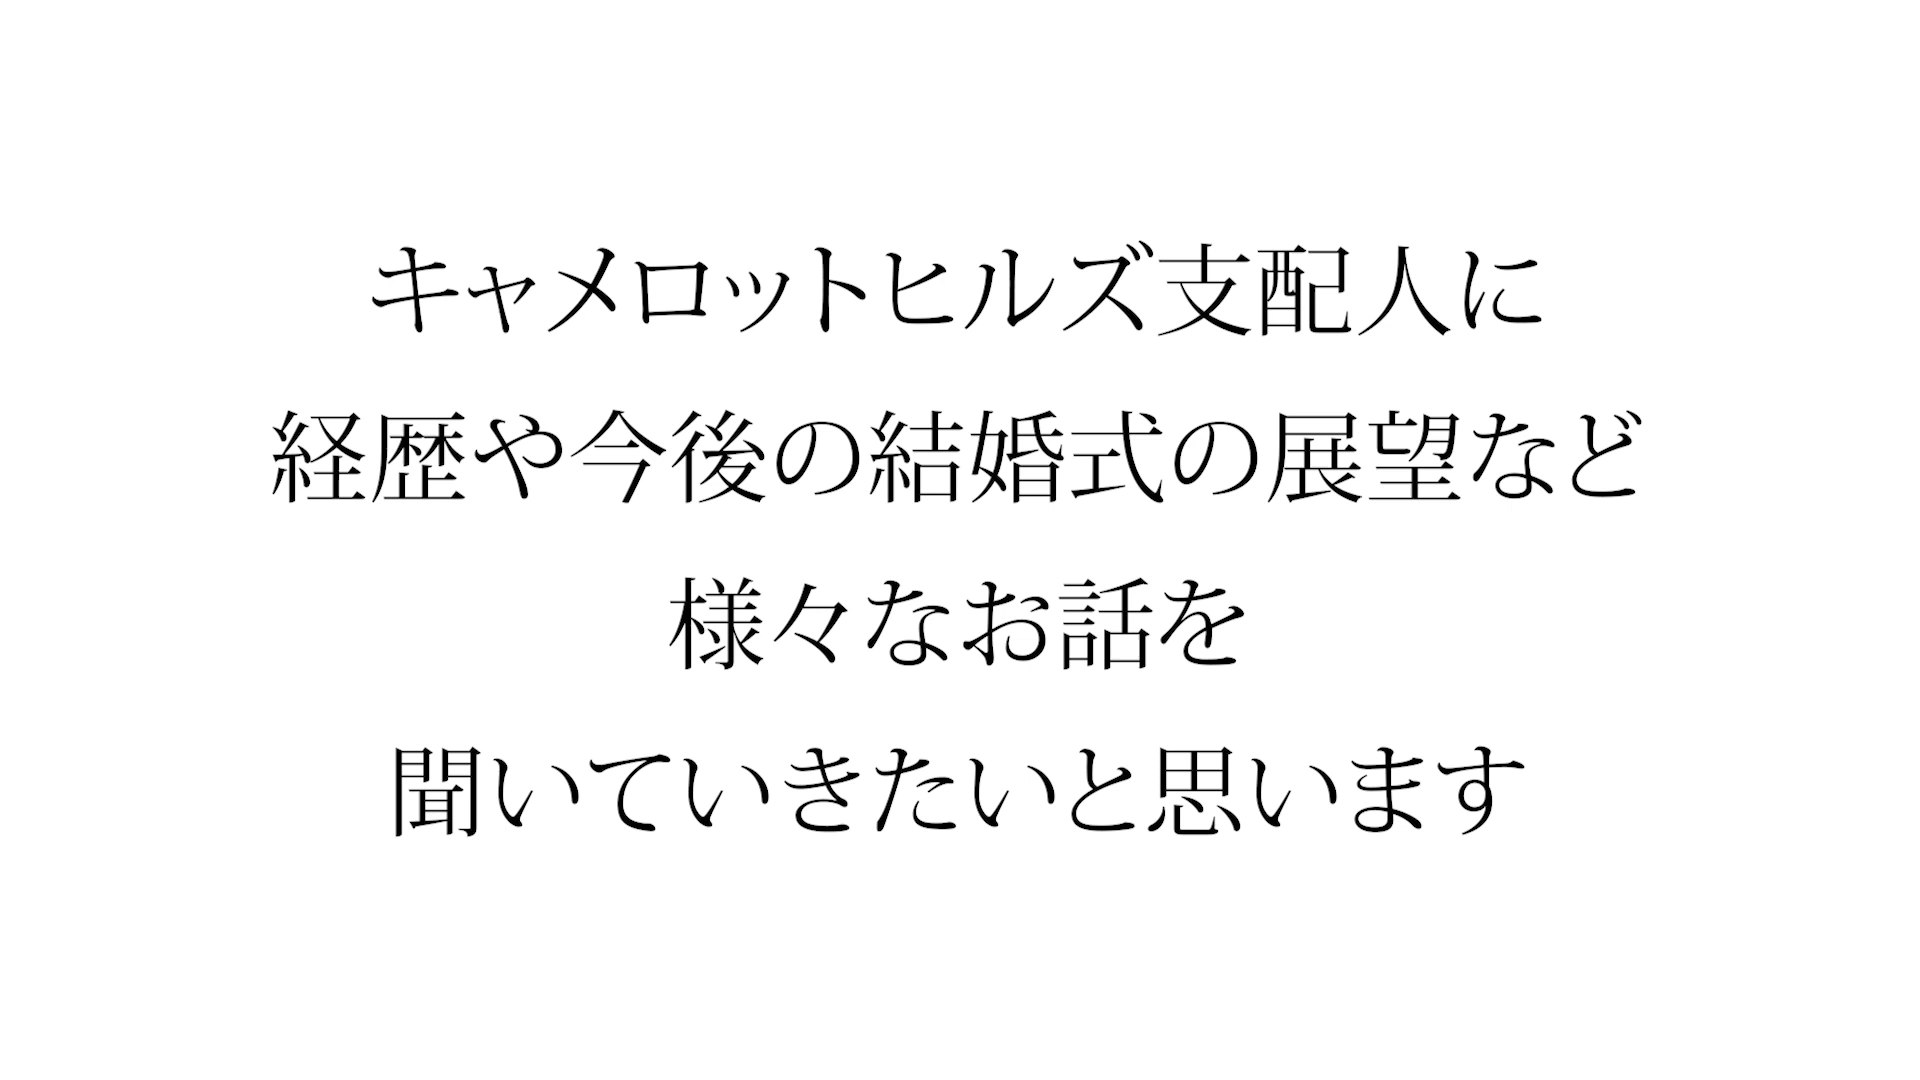 キャメロットヒルズ支配人に
経歴や今後の結婚式の展望など
様々なお話を
聞いていきたいと思います